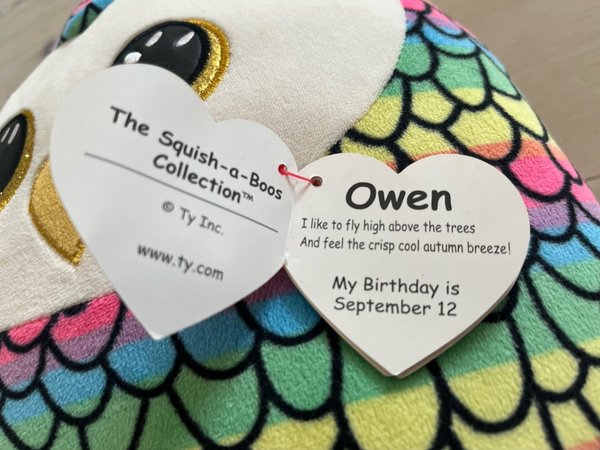 The Squish-a-Boos
Collection™
© Ty Inc.
www.ty.com
Owen
I like to fly high above the trees
And feel the crisp cool autumn breeze!
My Birthday is
September 12